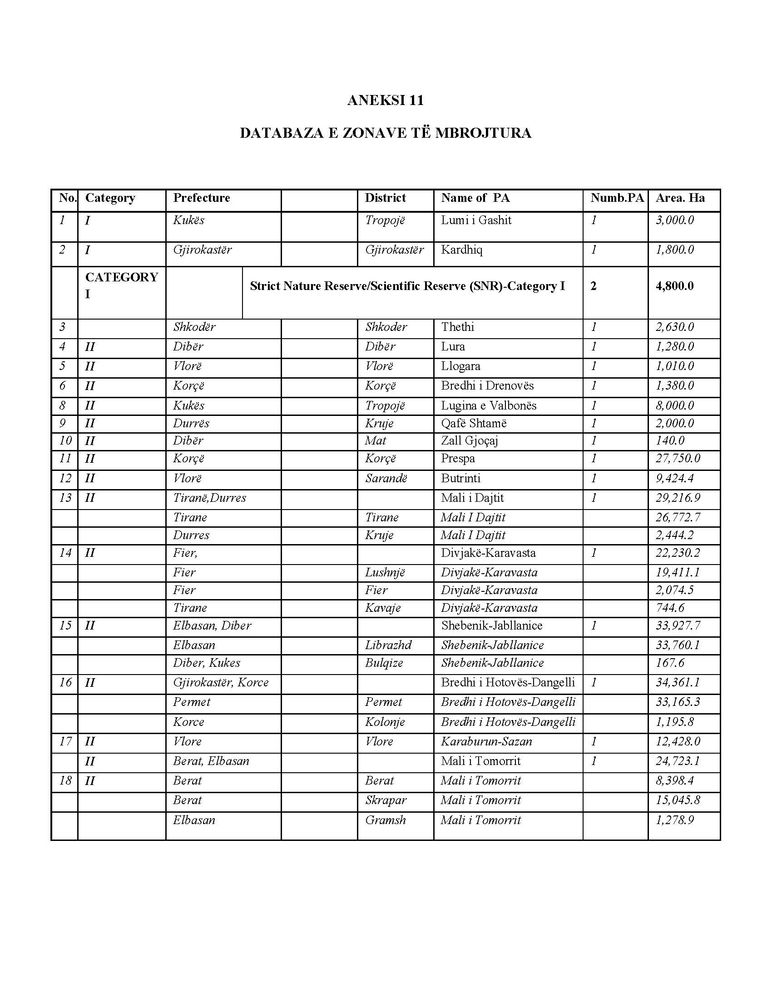 ANEKSI 11
DATABAZA E ZONAVE TË MBROJTURA
No. Category Prefecture District Name of PA Numb.PA Area. Ha
1 I Kukës Tropojë Lumi i Gashit 1 3,000.0
2 I Gjirokastër Gjirokastër Kardhiq 1 1,800.0
CATEGORY I Strict Nature Reserve/Scientific Reserve (SNR)-Category I 2 4,800.0
3 Shkodër Shkoder Thethi 1 2,630.0
4 II Dibër Dibër Lura 1 1,280.0
5 II Vlorë Vlorë Llogara 1 1,010.0
6 II Korçë Korçë Bredhi i Drenovës 1 1,380.0
8 II Kukës Tropojë Lugina e Valbonës 1 8,000.0
9 II Durrës Kruje Qafë Shtamë 1 2,000.0
10 II Dibër Mat Zall Gjoçaj 1 140.0
11 II Korçë Korçë Prespa 1 27,750.0
12 II Vlorë Sarandë Butrinti 1 9,424.4
13 II Tiranë,Durres Mali i Dajtit 1 29,216.9
Tirane Tirane Mali I Dajtit 26,772.7
Durres Kruje Mali I Dajtit 2,444.2
14 II Fier, Divjakë-Karavasta 1 22,230.2
Fier Lushnjë Divjakë-Karavasta 19,411.1
Fier Fier Divjakë-Karavasta 2,074.5
Tirane Kavaje Divjakë-Karavasta 744.6
15 II Elbasan, Diber Shebenik-Jabllanice 1 33,927.7
Elbasan Librazhd Shebenik-Jabllanice 33,760.1
Diber, Kukes Bulqize Shebenik-Jabllanice 167.6
16 II Gjirokastër, Korce Bredhi i Hotovës-Dangelli 1 34,361.1
Permet Permet Bredhi i Hotovës-Dangelli 33,165.3
Korce Kolonje Bredhi i Hotovës-Dangelli 1,195.8
17 II Vlore Vlore Karaburun-Sazan 1 12,428.0
II Berat, Elbasan Mali i Tomorrit 1 24,723.1
18 II Berat Berat Mali i Tomorrit 8,398.4
Berat Skrapar Mali i Tomorrit 15,045.8
Elbasan Gramsh Mali i Tomorrit 1,278.9